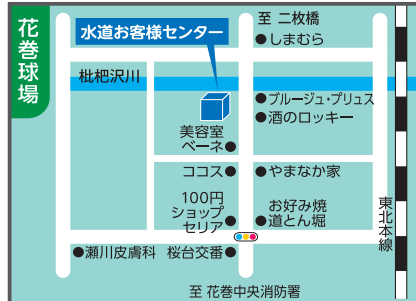 花巻球場
水道お客様センター
至 二枚橋
●しまむら
枇杷沢川
●ブルージュ・プリュス
●酒のロッキー
美容室
ベーネ●
ココス●
●やまなか家
100円
ショップ
セリア●
お好み焼
●道とん堀
東北本線
●瀬川皮膚科
桜台交番●
至 花巻中央消防署